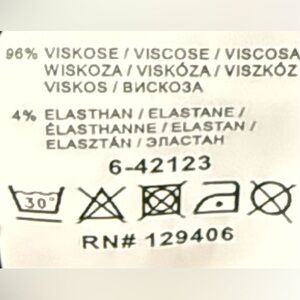 96% VISKOSE / VISCOSE / VISCOSA
WISKOZA / VISKÓZA / VISZKÓZ
VISKOS / ВИСКОЗА
4% ELASTHAN / ELASTANE /
ÉLASTHANNE / ELASTAN /
ELASZTÁN / ЭЛАСТАН
6-42123
30°
RN# 129406